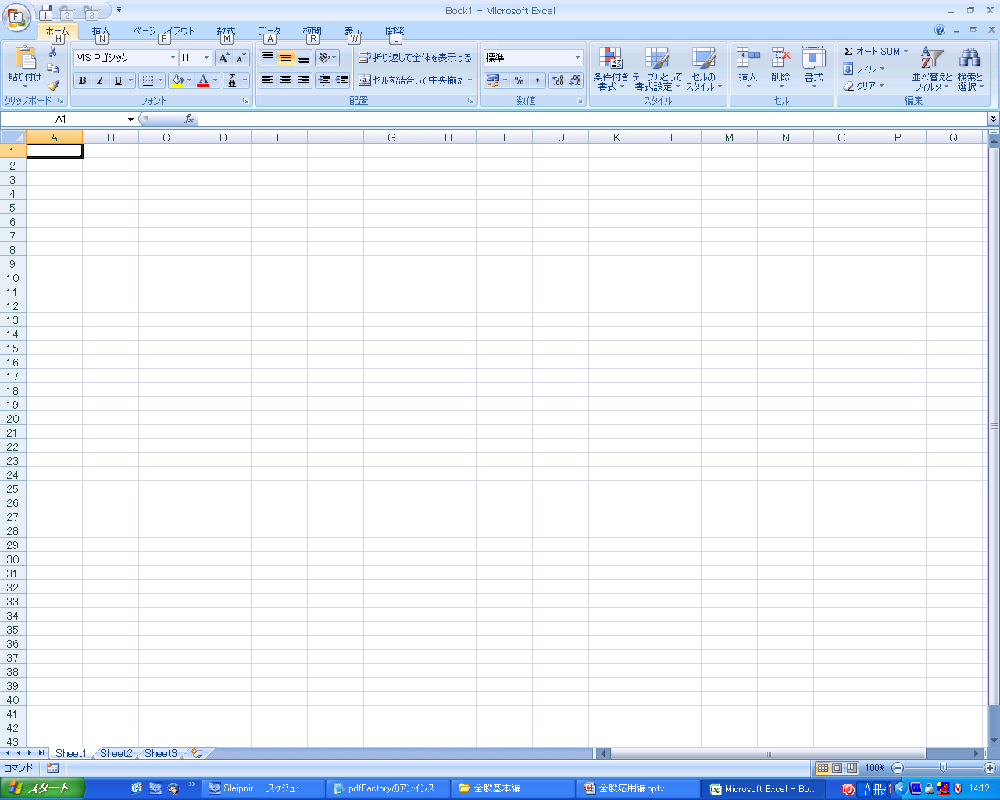 Book1 - Microsoft Excel
F 1 2 3
ホーム 挿入 ページ レイアウト 数式 データ 校閲 表示 開発
H N P M A R W L
貼り付け
クリップボード
MS Pゴシック 11
B I U A 亜
フォント
折り返して全体を表示する
セルを結合して中央揃え
配置
標準
% ,
数値
条件付き書式 テーブルとして書式設定 セルのスタイル
スタイル
挿入 削除 書式
セル
Σ オート SUM
フィル
クリア
並べ替えとフィルタ 検索と選択
編集
A1 fx
A B C D E F G H I J K L M N O P Q
1
2
3
4
5
6
7
8
9
10
11
12
13
14
15
16
17
18
19
20
21
22
23
24
25
26
27
28
29
30
31
32
33
34
35
36
37
38
39
40
41
42
43
Sheet1 Sheet2 Sheet3
コマンド 100%
スタート Sleipnir - [スケジュー... pdfFactoryのアンインス... 全般基本編 全般応用編.pptx Microsoft Excel - Bo... A 般 14:12